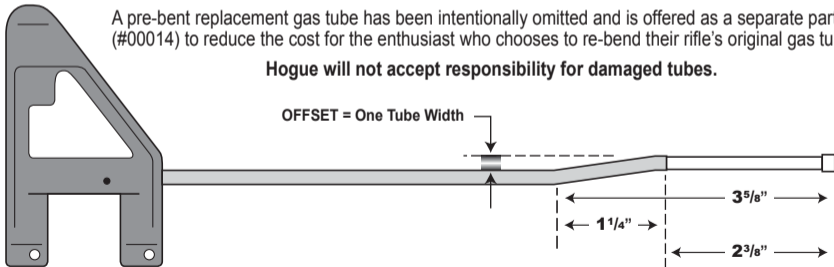 A pre-bent replacement gas tube has been intentionally omitted and is offered as a separate par
(#00014) to reduce the cost for the enthusiast who chooses to re-bend their rifle's original gas tu
Hogue will not accept responsibility for damaged tubes.
OFFSET = One Tube Width
3⁵/₈"
1¹/₄"
2³/₈"